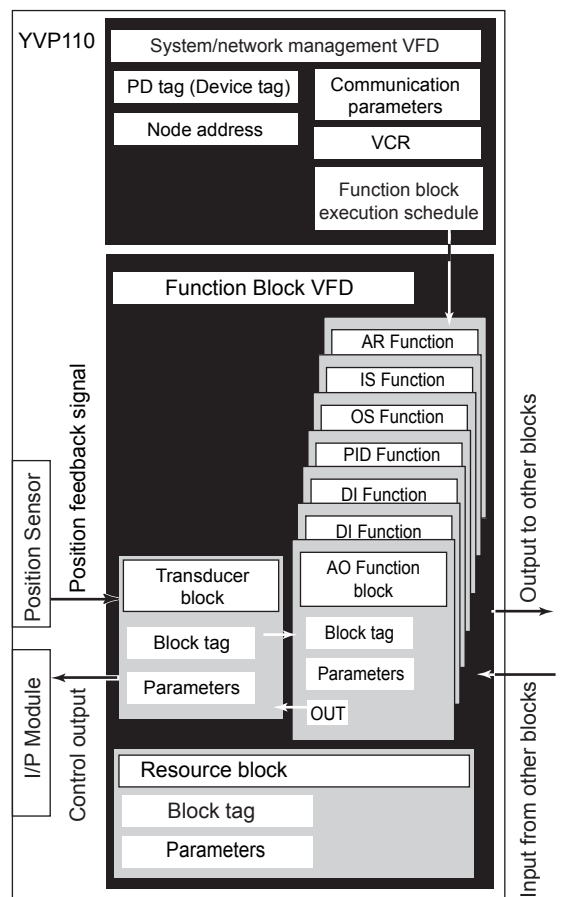 YVP110
System/network management VFD
PD tag (Device tag)
Node address
Communication
parameters
VCR
Function block
execution schedule
Function Block VFD
AR Function
IS Function
OS Function
PID Function
DI Function
DI Function
AO Function
block
Block tag
Parameters
OUT
Transducer
block
Block tag
Parameters
Position Sensor
Position feedback signal
I/P Module
Control output
Output to other blocks
Input from other blocks
Resource block
Block tag
Parameters